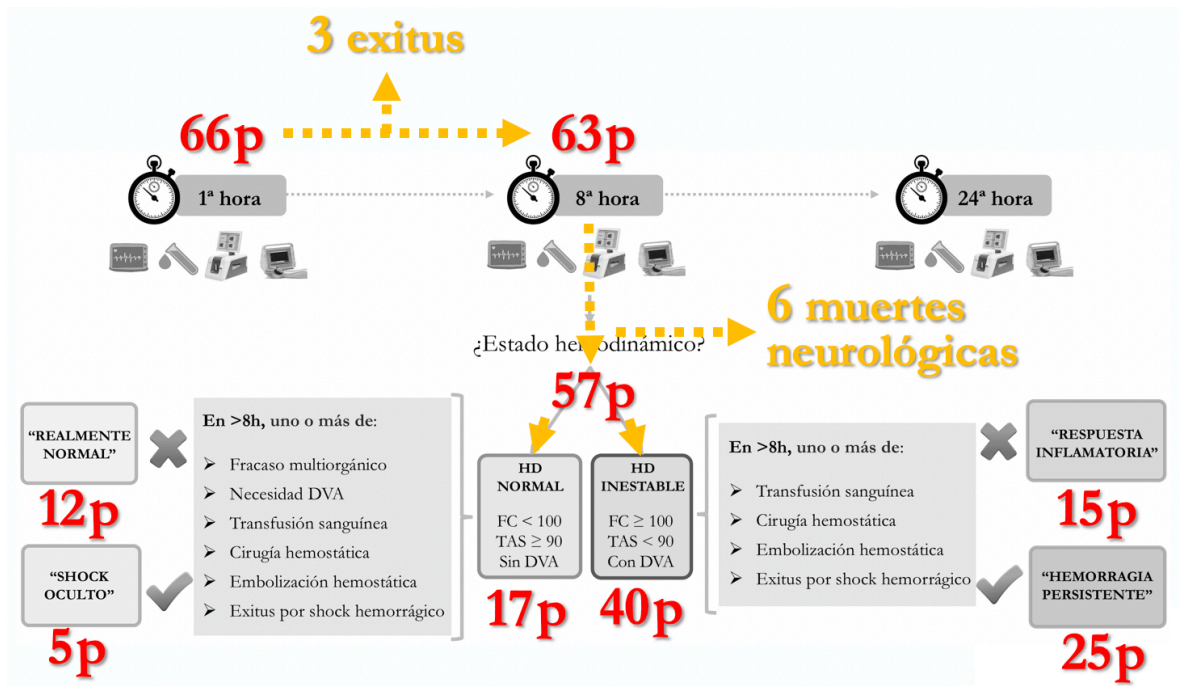 3 exitus
66p
63p
1ª hora
8ª hora
24ª hora
6 muertes
neurológicas
¿Estado hemodinámico?
57p
“REALMENTE
NORMAL”
12p
“SHOCK
OCULTO”
5p
En >8h, uno o más de:
➢ Fracaso multiorgánico
➢ Necesidad DVA
➢ Transfusión sanguínea
➢ Cirugía hemostática
➢ Embolización hemostática
➢ Exitus por shock hemorrágico
HD
NORMAL
FC < 100
TAS ≥ 90
Sin DVA
17p
HD
INESTABLE
FC ≥ 100
TAS < 90
Con DVA
40p
En >8h, uno o más de:
➢ Transfusión sanguínea
➢ Cirugía hemostática
➢ Embolización hemostática
➢ Exitus por shock hemorrágico
“RESPUESTA
INFLAMATORIA”
15p
“HEMORRAGIA
PERSISTENTE”
25p